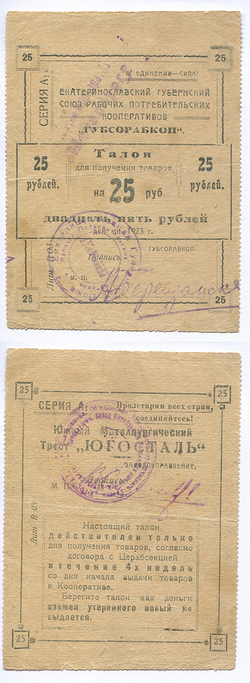 25
25
СЕРИЯ А.
ЕДИНЕНИИ—СИЛА!
ЕКАТЕРИНОСЛАВСКИЙ ГУБЕРНСКИЙ
СОЮЗ РАБОЧИХ ПОТРЕБИТЕЛЬСКИХ
КООПЕРАТИВОВ
„ГУБСОРАБКОП“.
Талон
для получения товаров
25
рублей.
на 25 руб
25
рублей.
двадцать пять рублей
1923 г.
ГУБСОРАБКОП.
Подпись
м. п.
25
25
25
25
СЕРИЯ А.
Пролетарии всех стран,
соединяйтесь!
Южный Металлургический
Трест „ЮГОСТАЛЬ“
ЗАВОДОУПРАВЛЕНИЕ,
Подпись
М. П.
Настоящий талон
действителен только
для получения товаров, согласно
договора с Церабсекцией
в течение 4х недель
со дня начала выдачи товаров
в Кооперативе.
Берегите талон как деньги
взамен утерянного новый не
выдается.
25
25